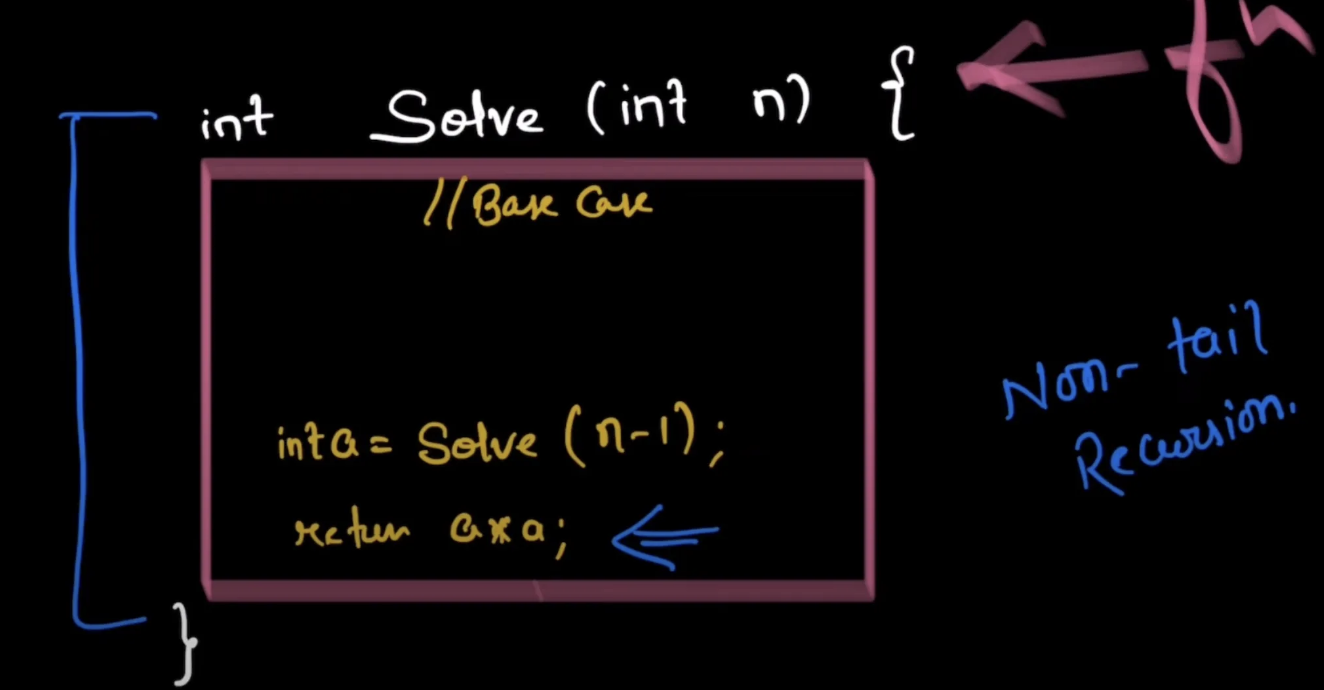 int Solve (int n) {
fn
//Base Case
int a = Solve (n-1);
return a*a;
}
Non-tail
Recursion.